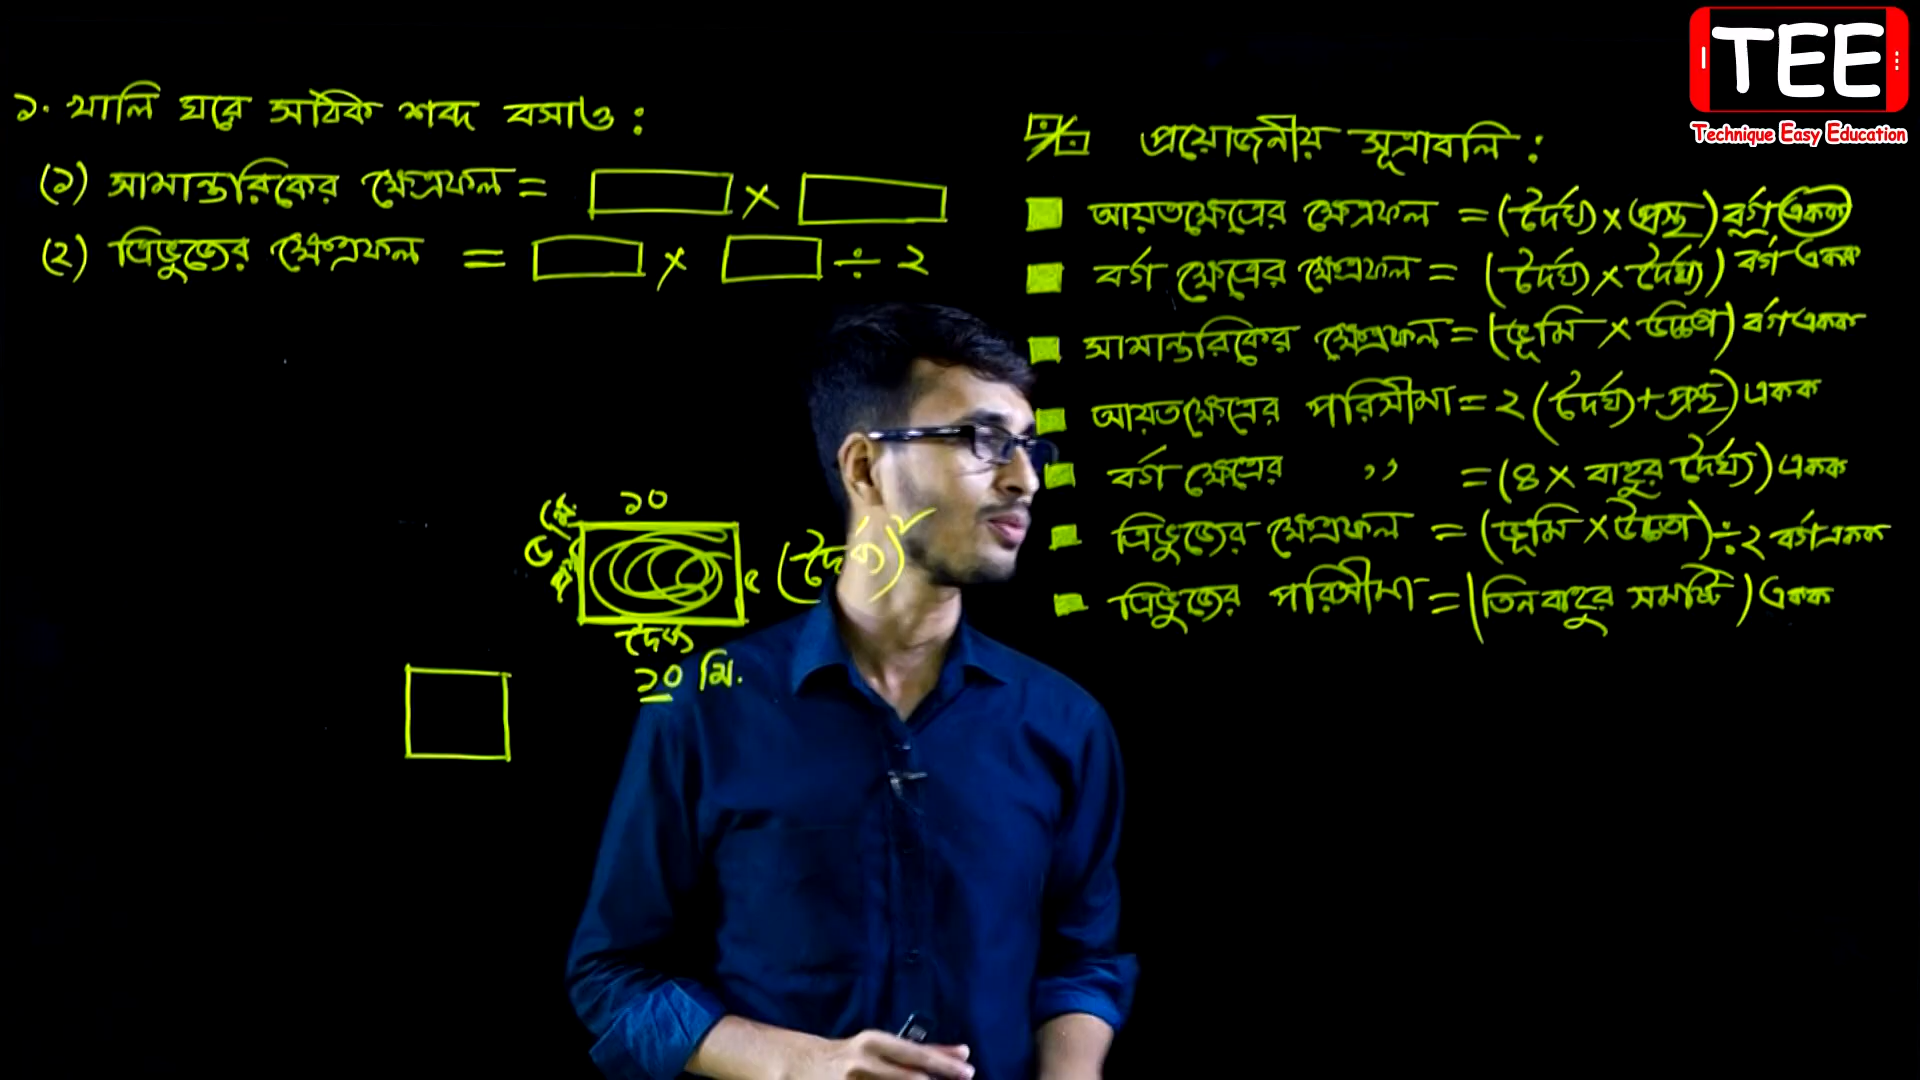 TEE
Technique Easy Education
১. খালি ঘরে সঠিক শব্দ বসাও :
(১) সামান্তরিকের ক্ষেত্রফল = ×
(২) ত্রিভুজের ক্ষেত্রফল = × ÷ ২
প্রয়োজনীয় সূত্রাবলি :
আয়তক্ষেত্রের ক্ষেত্রফল = (দৈর্ঘ্য × প্রস্থ) বর্গ একক
বর্গ ক্ষেত্রের ক্ষেত্রফল = (দৈর্ঘ্য × দৈর্ঘ্য) বর্গ একক
সামান্তরিকের ক্ষেত্রফল = (ভূমি × উচ্চতা) বর্গ একক
আয়তক্ষেত্রের পরিসীমা = ২ (দৈর্ঘ্য + প্রস্থ) একক
বর্গ ক্ষেত্রের ,, = (৪ × বাহুর দৈর্ঘ্য) একক
ত্রিভুজের ক্ষেত্রফল = (ভূমি × উচ্চতা) ÷ ২ বর্গ একক
ত্রিভুজের পরিসীমা = (তিন বাহুর সমষ্টি) একক
১০
(দৈর্ঘ্য)²
দৈর্ঘ্য
১০ মি.